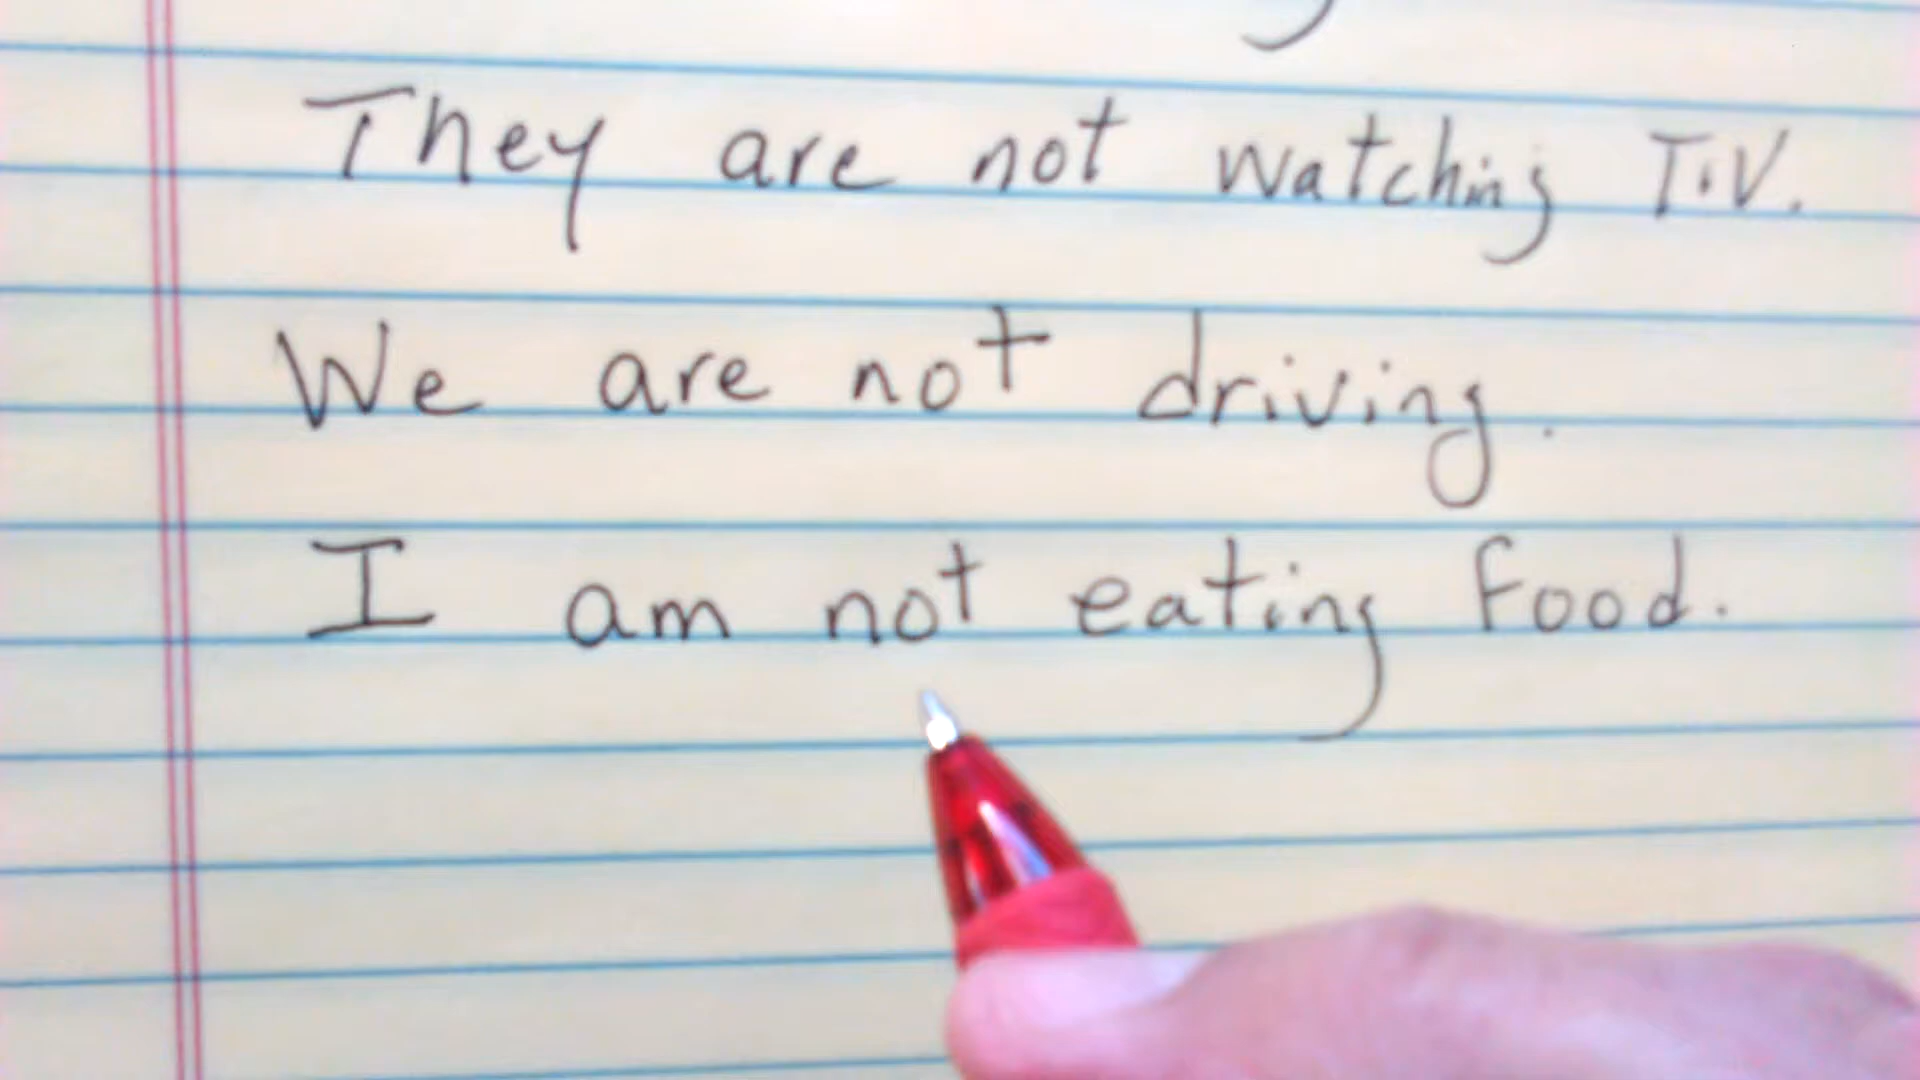 They are not watching T.V.
We are not driving.
I am not eating food.